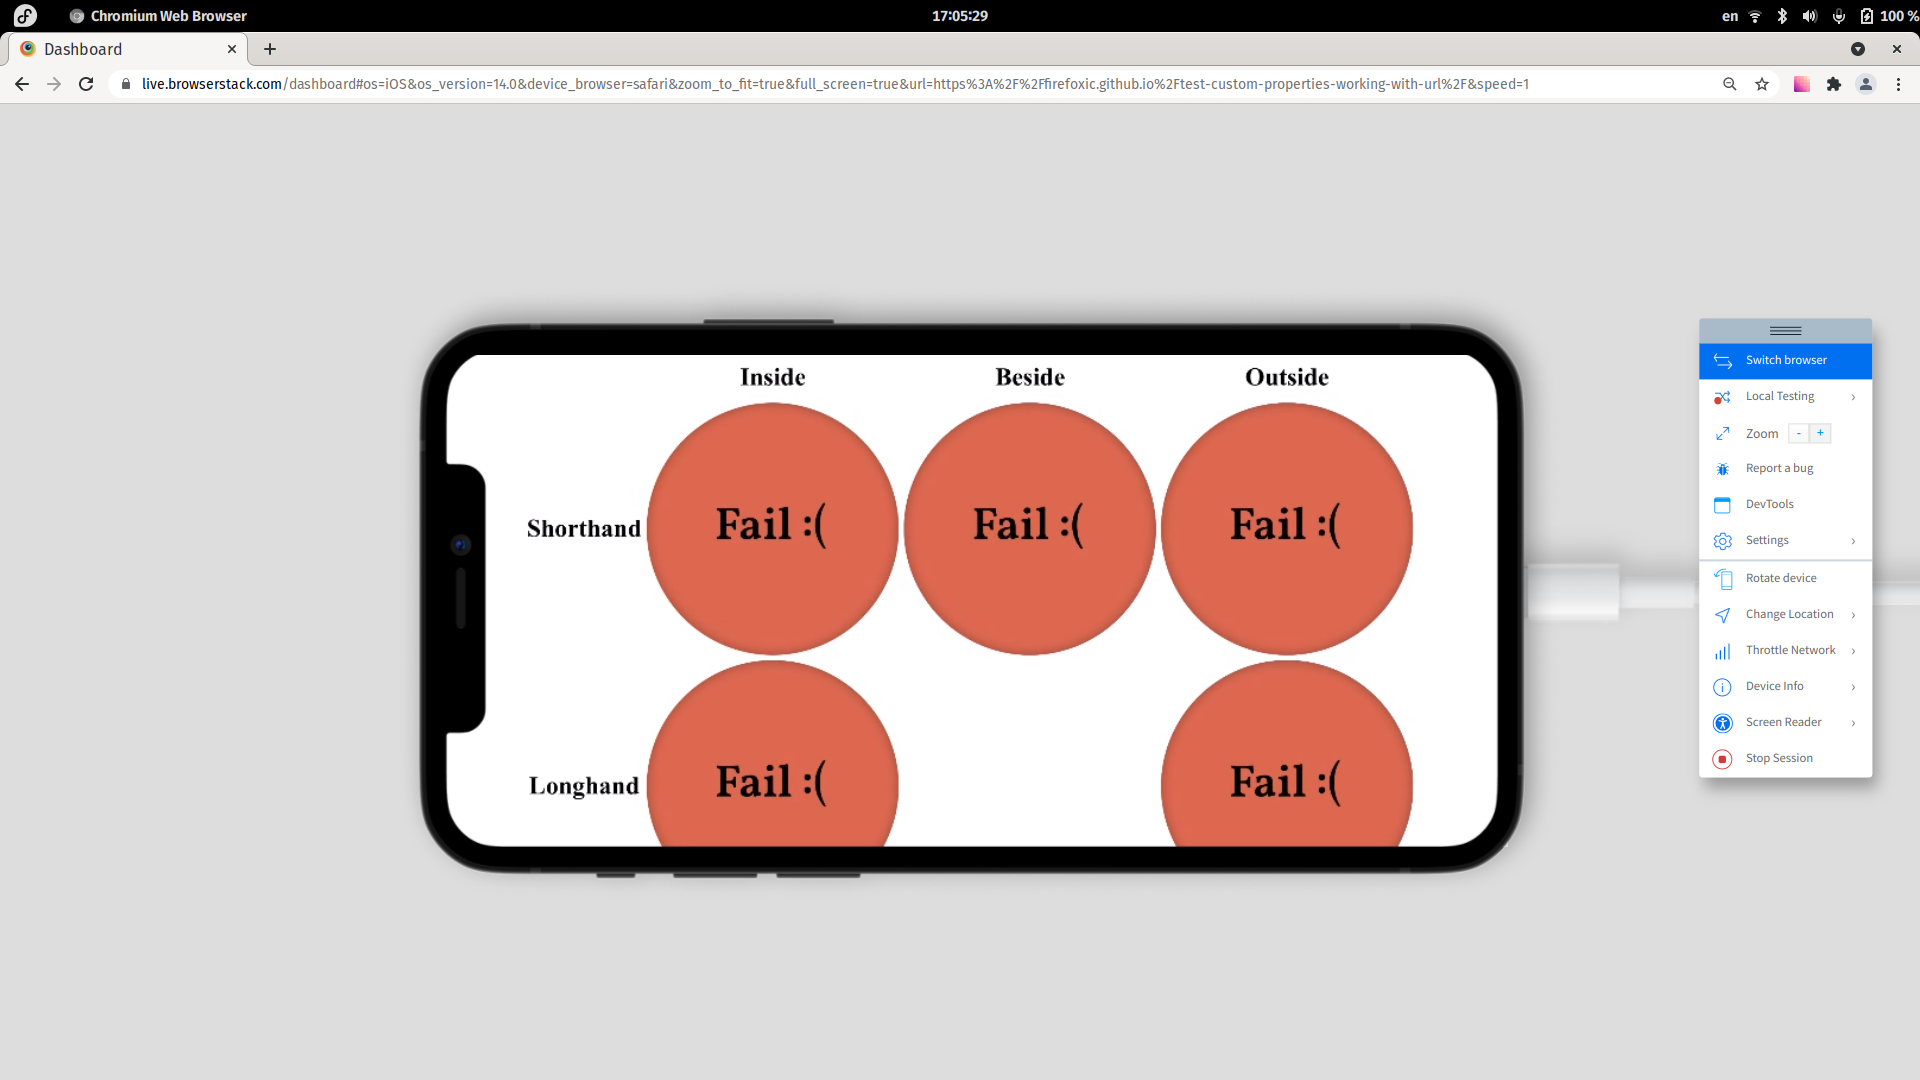 Chromium Web Browser
17:05:29
en
100 %
Dashboard
live.browserstack.com/dashboard#os=iOS&os_version=14.0&device_browser=safari&zoom_to_fit=true&full_screen=true&url=https%3A%2F%2Ffirefoxic.github.io%2Ftest-custom-properties-working-with-url%2F&speed=1
Inside
Beside
Outside
Shorthand
Fail :(
Fail :(
Fail :(
Longhand
Fail :(
Fail :(
Switch browser
Local Testing
Zoom - +
Report a bug
DevTools
Settings
Rotate device
Change Location
Throttle Network
Device Info
Screen Reader
Stop Session